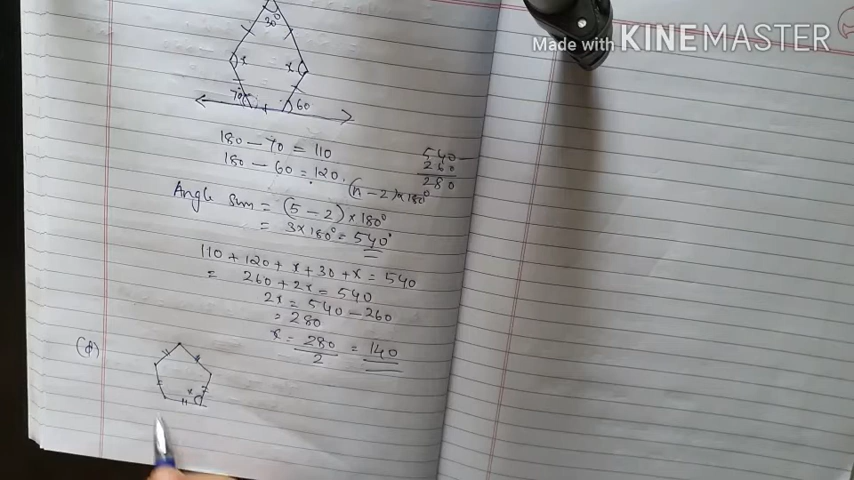 Made with KINEMASTER
30°
x x
70 x 60
180 - 70 = 110
180 - 60 = 120.
540
260
280
(n - 2) x 180°
Angle sum = (5 - 2) x 180°
= 3 x 180° = 540°
110 + 120 + x + 30 + x = 540
= 260 + 2x = 540
2x = 540 - 260
= 280
x = 280/2 = 140
(d)
x